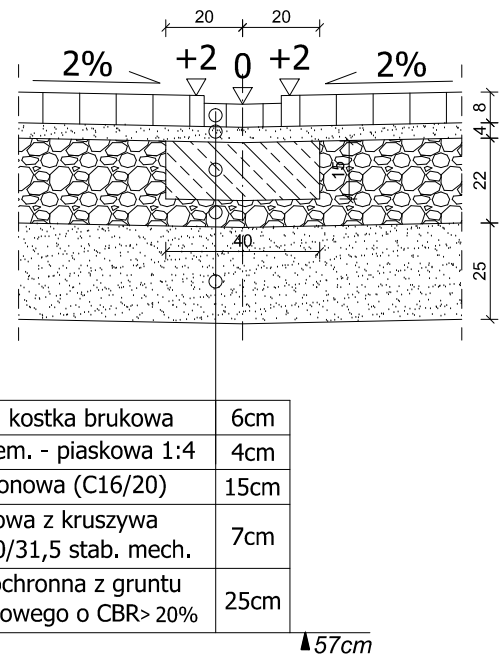 20 20
2% +2 0 +2 2%
8
4
15
22
40
25
kostka brukowa 6cm
em. - piaskowa 1:4 4cm
onowa (C16/20) 15cm
owa z kruszywa
0/31,5 stab. mech. 7cm
ochronna z gruntu
owego o CBR> 20% 25cm
57cm